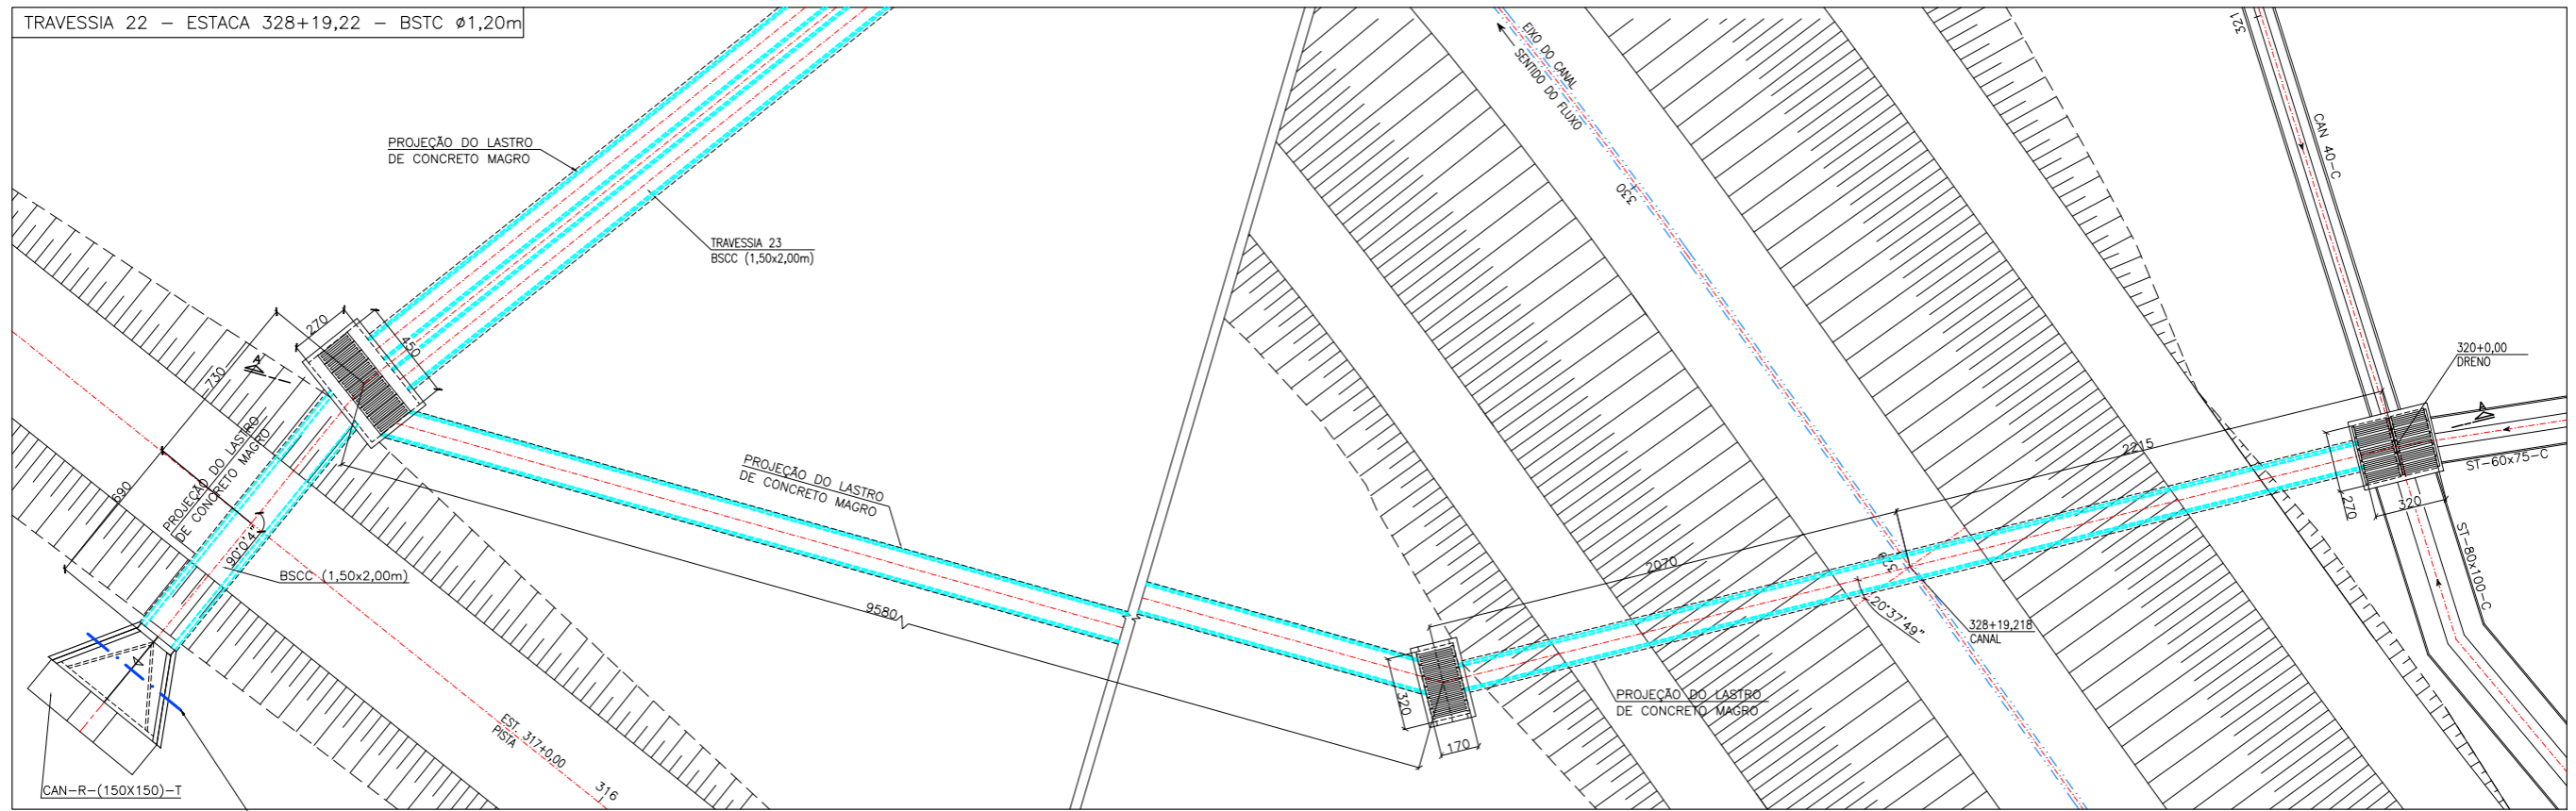 TRAVESSIA 22 - ESTACA 328+19,22 - BSTC ø1,20m
PROJEÇÃO DO LASTRO
DE CONCRETO MAGRO
TRAVESSIA 23
BSCC (1,50x2,00m)
EIXO DO CANAL
SENTIDO DO FLUXO
330
321
CAN 40-C
320+0,00
DRENO
270
450
730
A
690
PROJEÇÃO DO LASTRO
DE CONCRETO MAGRO
90°0'4"
BSCC (1,50x2,00m)
PROJEÇÃO DO LASTRO
DE CONCRETO MAGRO
9580
2070
2215
A
ST-60x75-C
270
320
ST-80x100-C
329
20°37'49"
328+19,218
CANAL
320
170
PROJEÇÃO DO LASTRO
DE CONCRETO MAGRO
EST. 317+0,00
PISTA
316
CAN-R-(150X150)-T